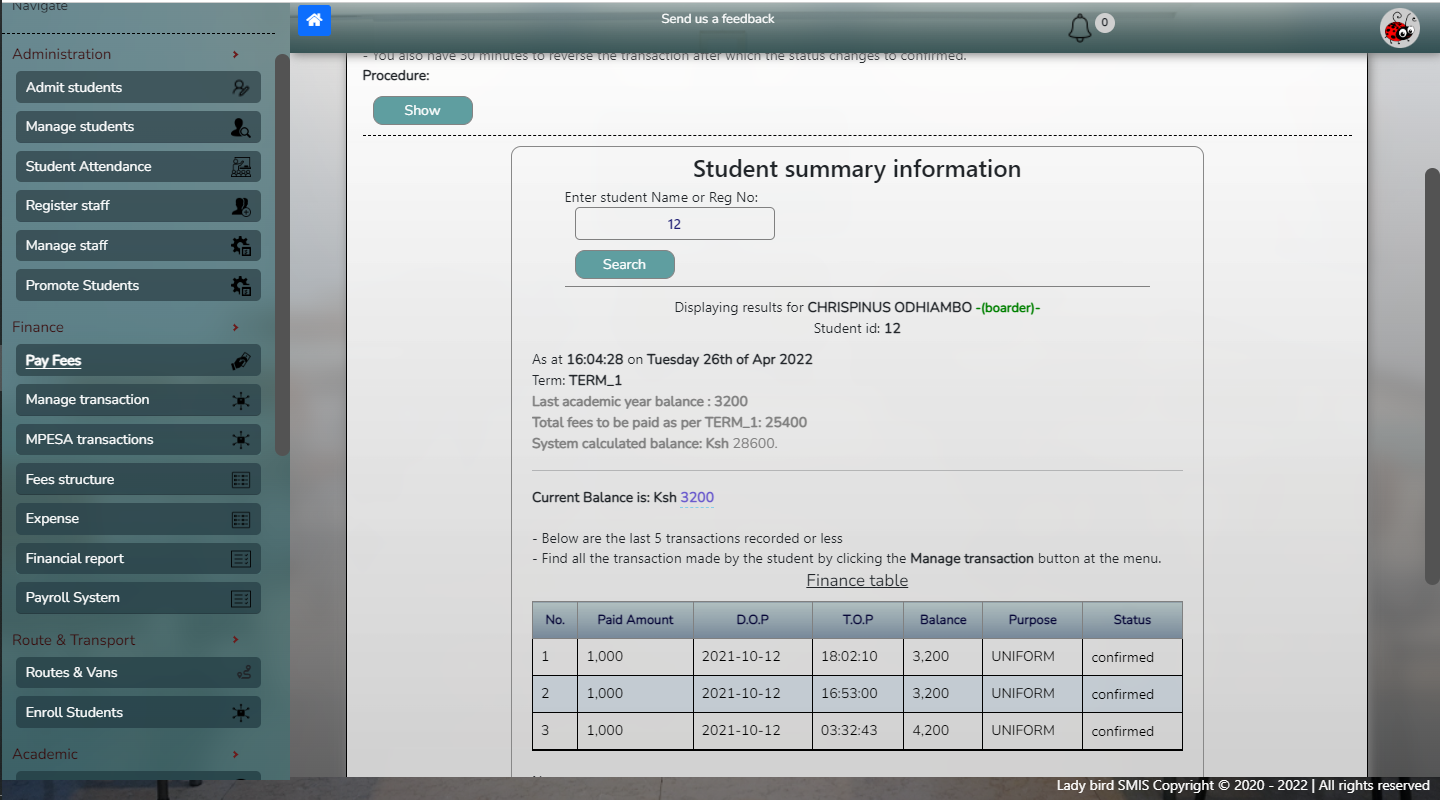 Navigate
Administration
Admit students
Manage students
Student Attendance
Register staff
Manage staff
Promote Students
Finance
Pay Fees
Manage transaction
MPESA transactions
Fees structure
Expense
Financial report
Payroll System
Route & Transport
Routes & Vans
Enroll Students
Academic
Send us a feedback
0
- You also have 30 minutes to reverse the transaction after which the status changes to confirmed.
Procedure:
Show
Student summary information
Enter student Name or Reg No:
12
Search
Displaying results for CHRISPINUS ODHIAMBO -(boarder)-
Student id: 12
As at 16:04:28 on Tuesday 26th of Apr 2022
Term: TERM_1
Last academic year balance : 3200
Total fees to be paid as per TERM_1: 25400
System calculated balance: Ksh 28600.
Current Balance is: Ksh 3200
- Below are the last 5 transactions recorded or less
- Find all the transaction made by the student by clicking the Manage transaction button at the menu.
Finance table
No. Paid Amount D.O.P T.O.P Balance Purpose Status
1 1,000 2021-10-12 18:02:10 3,200 UNIFORM confirmed
2 1,000 2021-10-12 16:53:00 3,200 UNIFORM confirmed
3 1,000 2021-10-12 03:32:43 4,200 UNIFORM confirmed
Lady bird SMIS Copyright © 2020 - 2022 | All rights reserved